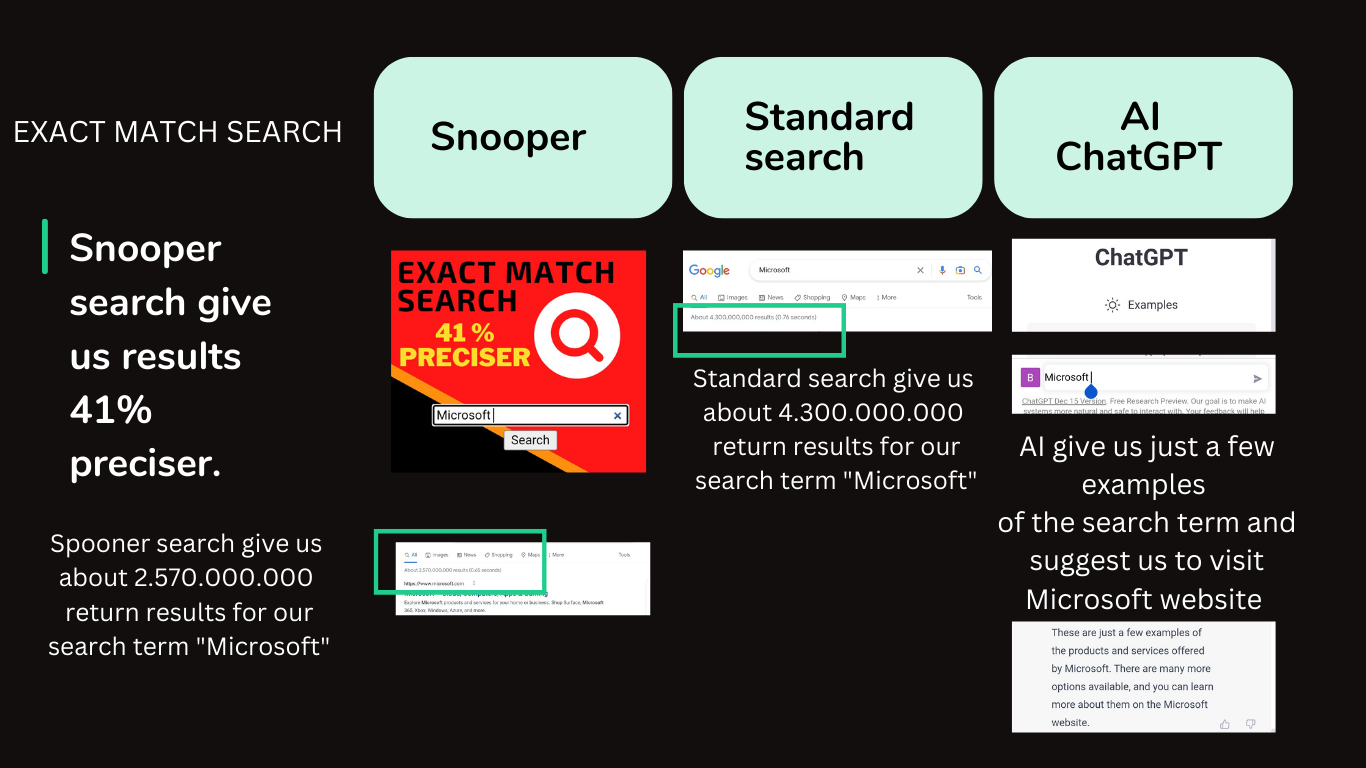 EXACT MATCH SEARCH
Snooper
Standard
search
AI
ChatGPT
Snooper
search give
us results
41%
preciser.
Spooner search give us
about 2.570.000.000
return results for our
search term "Microsoft"
EXACT MATCH
SEARCH
41 %
PRECISER
Microsoft
Search
All Images News Shopping Maps More Tools
About 2.570.000.000 results (0.65 seconds)
https://www.microsoft.com
Explore Microsoft products and services for your home or business. Shop Surface, Microsoft
365, Xbox, Windows, Azure, and more.
Google Microsoft
All Images News Shopping Maps More Tools
About 4.300.000,000 results (0.76 seconds)
Standard search give us
about 4.300.000.000
return results for our
search term "Microsoft"
ChatGPT
Examples
B Microsoft
ChatGPT Dec 15 Version. Free Research Preview. Our goal is to make AI
systems more natural and safe to interact with. Your feedback will help
AI give us just a few
examples
of the search term and
suggest us to visit
Microsoft website
These are just a few examples of
the products and services offered
by Microsoft. There are many more
options available, and you can learn
more about them on the Microsoft
website.